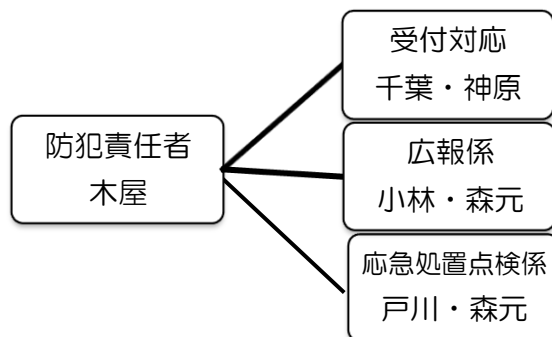 防犯責任者
木屋
受付対応
千葉・神原
広報係
小林・森元
応急処置点検係
戸川・森元